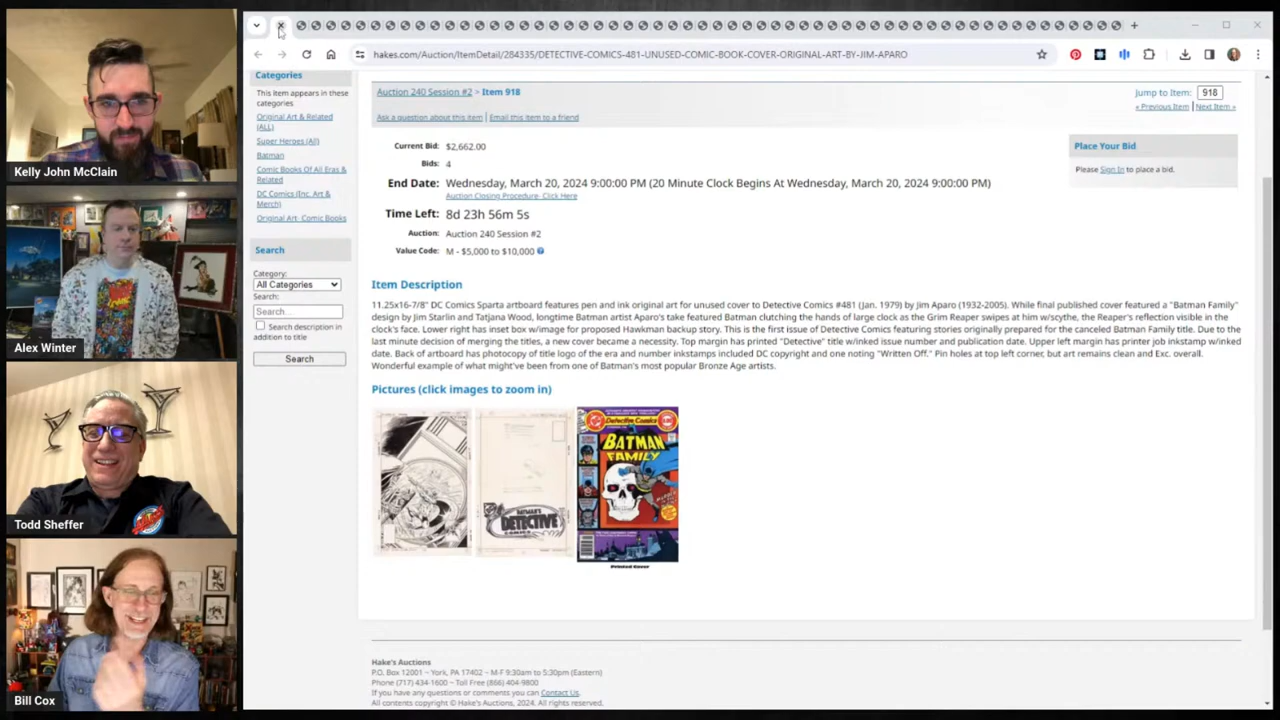 Kelly John McClain
Alex Winter
Todd Sheffer
Bill Cox
hakes.com/Auction/ItemDetail/284335/DETECTIVE-COMICS-481-UNUSED-COMIC-BOOK-COVER-ORIGINAL-ART-BY-JIM-APARO
Categories
This item appears in these
categories
Original Art & Related
(ALL)
Super Heroes (All)
Batman
Comic Books Of All Eras &
Related
DC Comics (Inc. Art &
Merch)
Original Art- Comic Books
Search
Category:
All Categories
Search:
Search...
Search description in
addition to title
Search
Auction 240 Session #2 > Item 918
Jump to Item: 918
Ask a question about this item | Email this item to a friend
« Previous Item | Next Item »
Current Bid: $2,662.00
Bids: 4
End Date: Wednesday, March 20, 2024 9:00:00 PM (20 Minute Clock Begins At Wednesday, March 20, 2024 9:00:00 PM)
Auction Closing Procedure- Click Here
Time Left: 8d 23h 56m 5s
Auction: Auction 240 Session #2
Value Code: M - $5,000 to $10,000
Place Your Bid
Please Sign In to place a bid.
Item Description
11.25x16-7/8" DC Comics Sparta artboard features pen and ink original art for unused cover to Detective Comics #481 (Jan. 1979) by Jim Aparo (1932-2005). While final published cover featured a "Batman Family"
design by Jim Starlin and Tatjana Wood, longtime Batman artist Aparo's take featured Batman clutching the hands of large clock as the Grim Reaper swipes at him w/scythe, the Reaper's reflection visible in the
clock's face. Lower right has inset box w/image for proposed Hawkman backup story. This is the first issue of Detective Comics featuring stories originally prepared for the canceled Batman Family title. Due to the
last minute decision of merging the titles, a new cover became a necessity. Top margin has printed "Detective" title w/inked issue number and publication date. Upper left margin has printer job inkstamp w/inked
date. Back of artboard has photocopy of title logo of the era and number inkstamps included DC copyright and one noting "Written Off." Pin holes at top left corner, but art remains clean and Exc. overall.
Wonderful example of what might've been from one of Batman's most popular Bronze Age artists.
Pictures (click images to zoom in)
BATMAN'S
DETECTIVE
COMICS
Detective Comics
BATMAN
FAMILY
Printed Cover
Hake's Auctions
P.O. Box 12001 ~ York, PA 17402 ~ M-F 9:30am to 5:30pm (Eastern)
Phone (717) 434-1600 ~ Toll Free (866) 404-9800
If you have any questions or comments you can Contact Us.
All contents copyright © Hake's Auctions, 2024. All rights reserved.